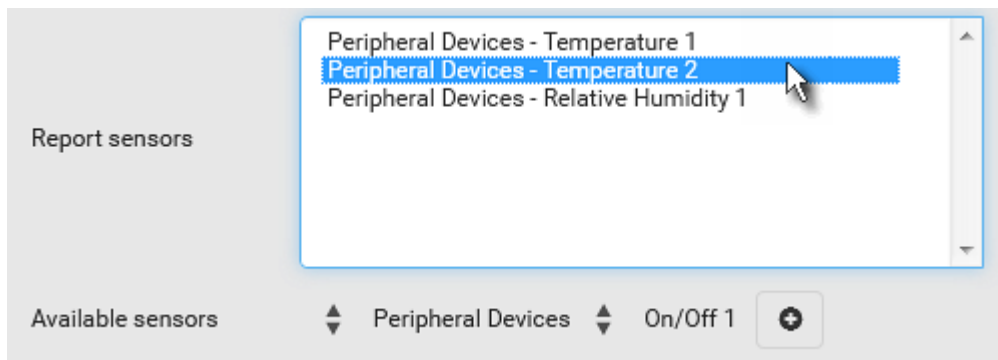 Peripheral Devices - Temperature 1
Peripheral Devices - Temperature 2
Peripheral Devices - Relative Humidity 1
Report sensors
Available sensors Peripheral Devices On/Off 1